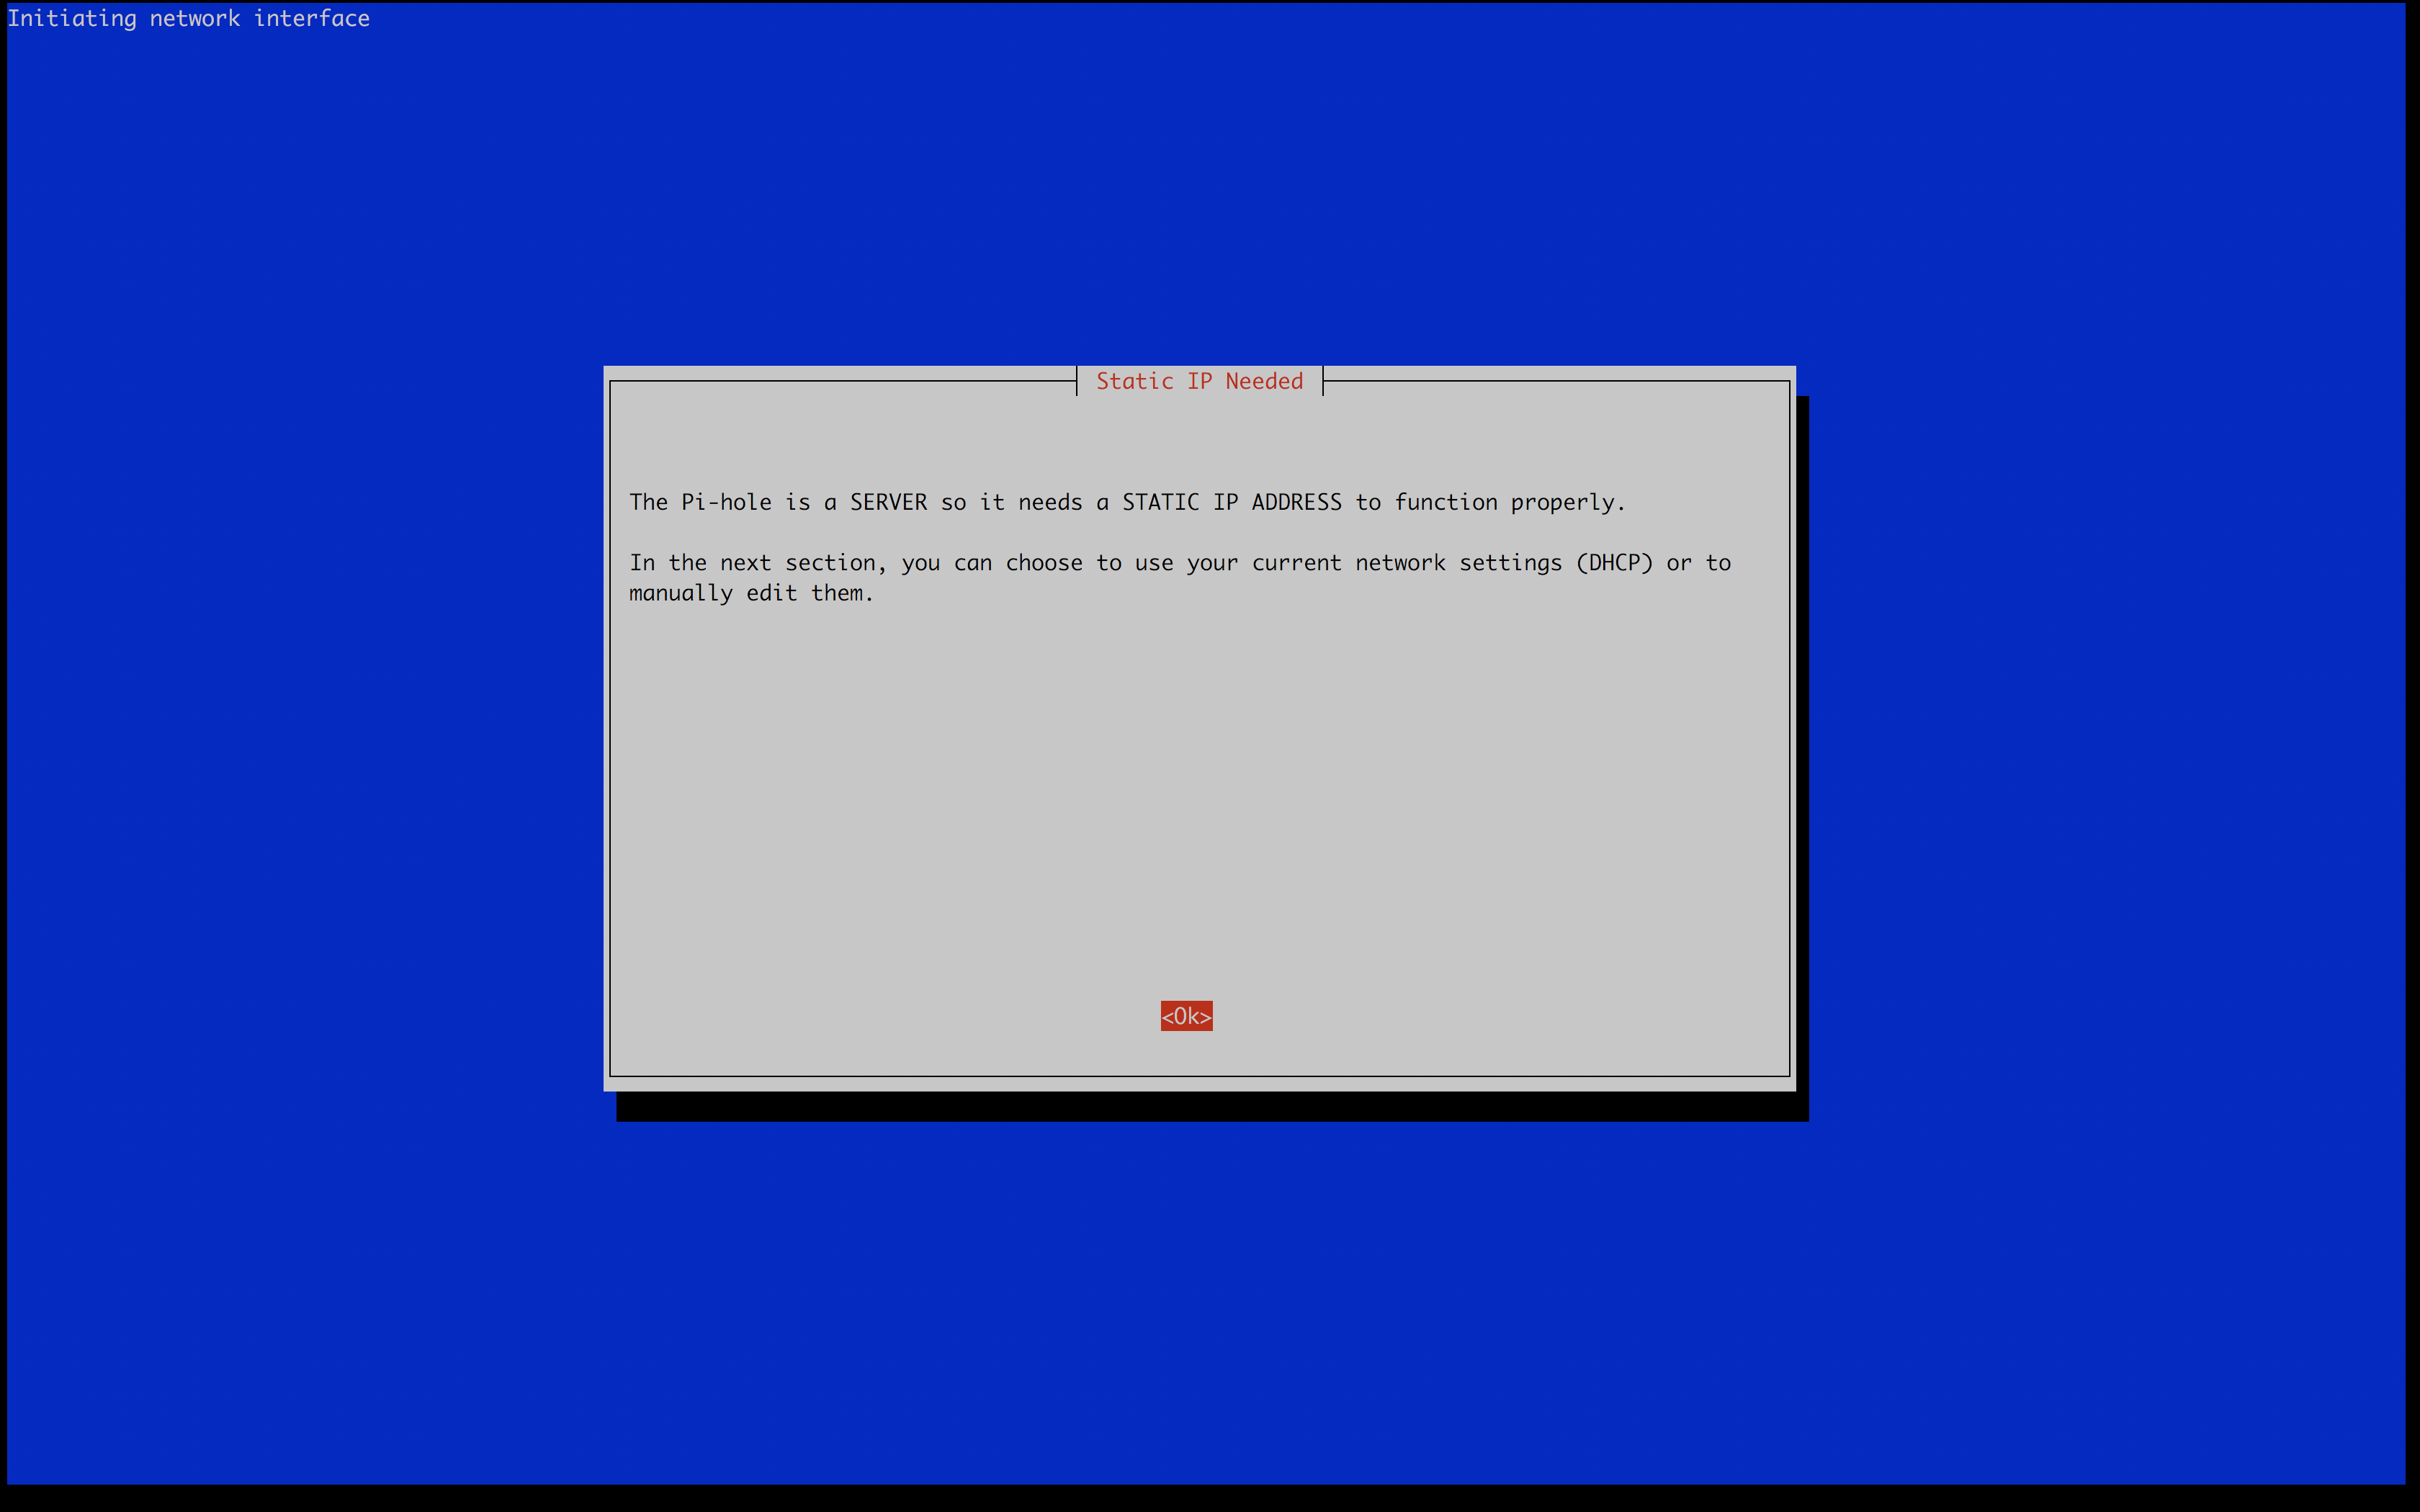 Initiating network interface
Static IP Needed
The Pi-hole is a SERVER so it needs a STATIC IP ADDRESS to function properly.
In the next section, you can choose to use your current network settings (DHCP) or to
manually edit them.
<Ok>